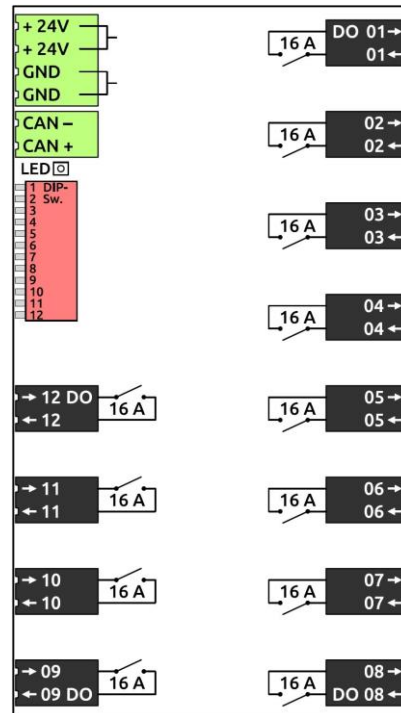 + 24V
+ 24V
GND
GND
CAN –
CAN +
LED
1 DIP-
2 Sw.
3
4
5
6
7
8
9
10
11
12
→ 12 DO
← 12
16 A
→ 11
← 11
16 A
→ 10
← 10
16 A
→ 09
← 09 DO
16 A
16 A
DO 01 →
01 ←
16 A
02 →
02 ←
16 A
03 →
03 ←
16 A
04 →
04 ←
16 A
05 →
05 ←
16 A
06 →
06 ←
16 A
07 →
07 ←
16 A
08 →
DO 08 ←